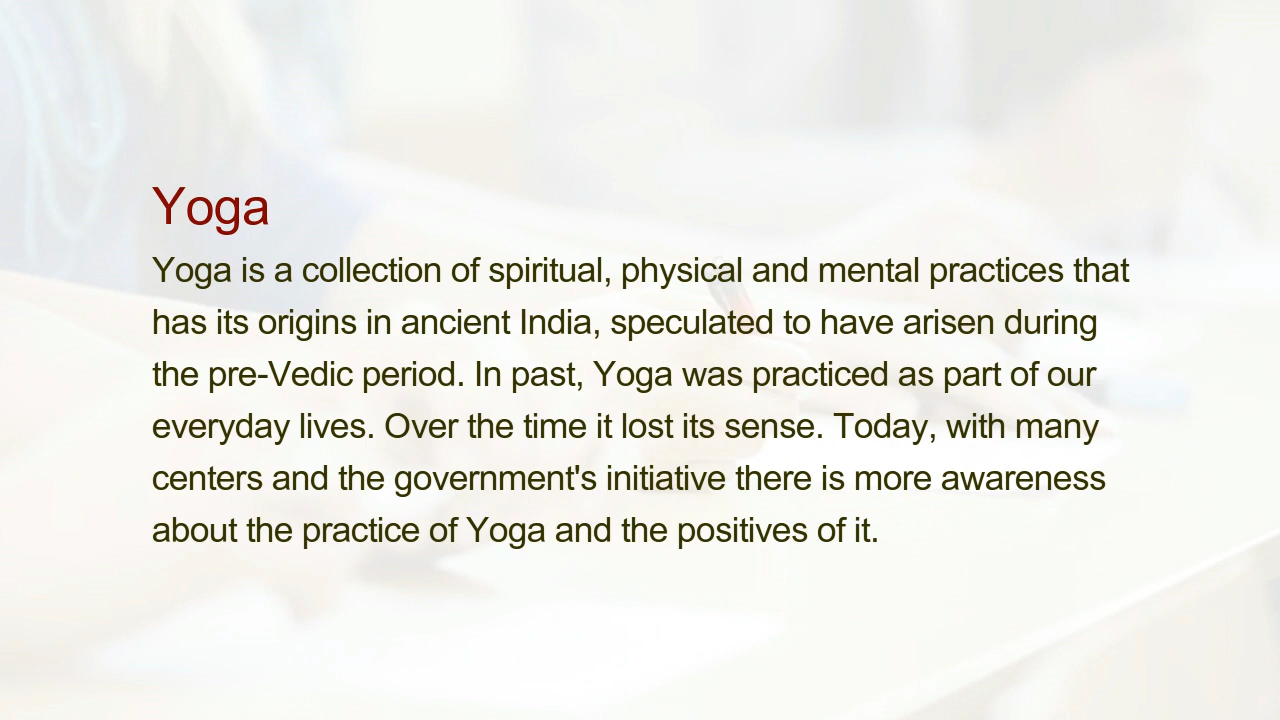 Yoga
Yoga is a collection of spiritual, physical and mental practices that
has its origins in ancient India, speculated to have arisen during
the pre-Vedic period. In past, Yoga was practiced as part of our
everyday lives. Over the time it lost its sense. Today, with many
centers and the government's initiative there is more awareness
about the practice of Yoga and the positives of it.